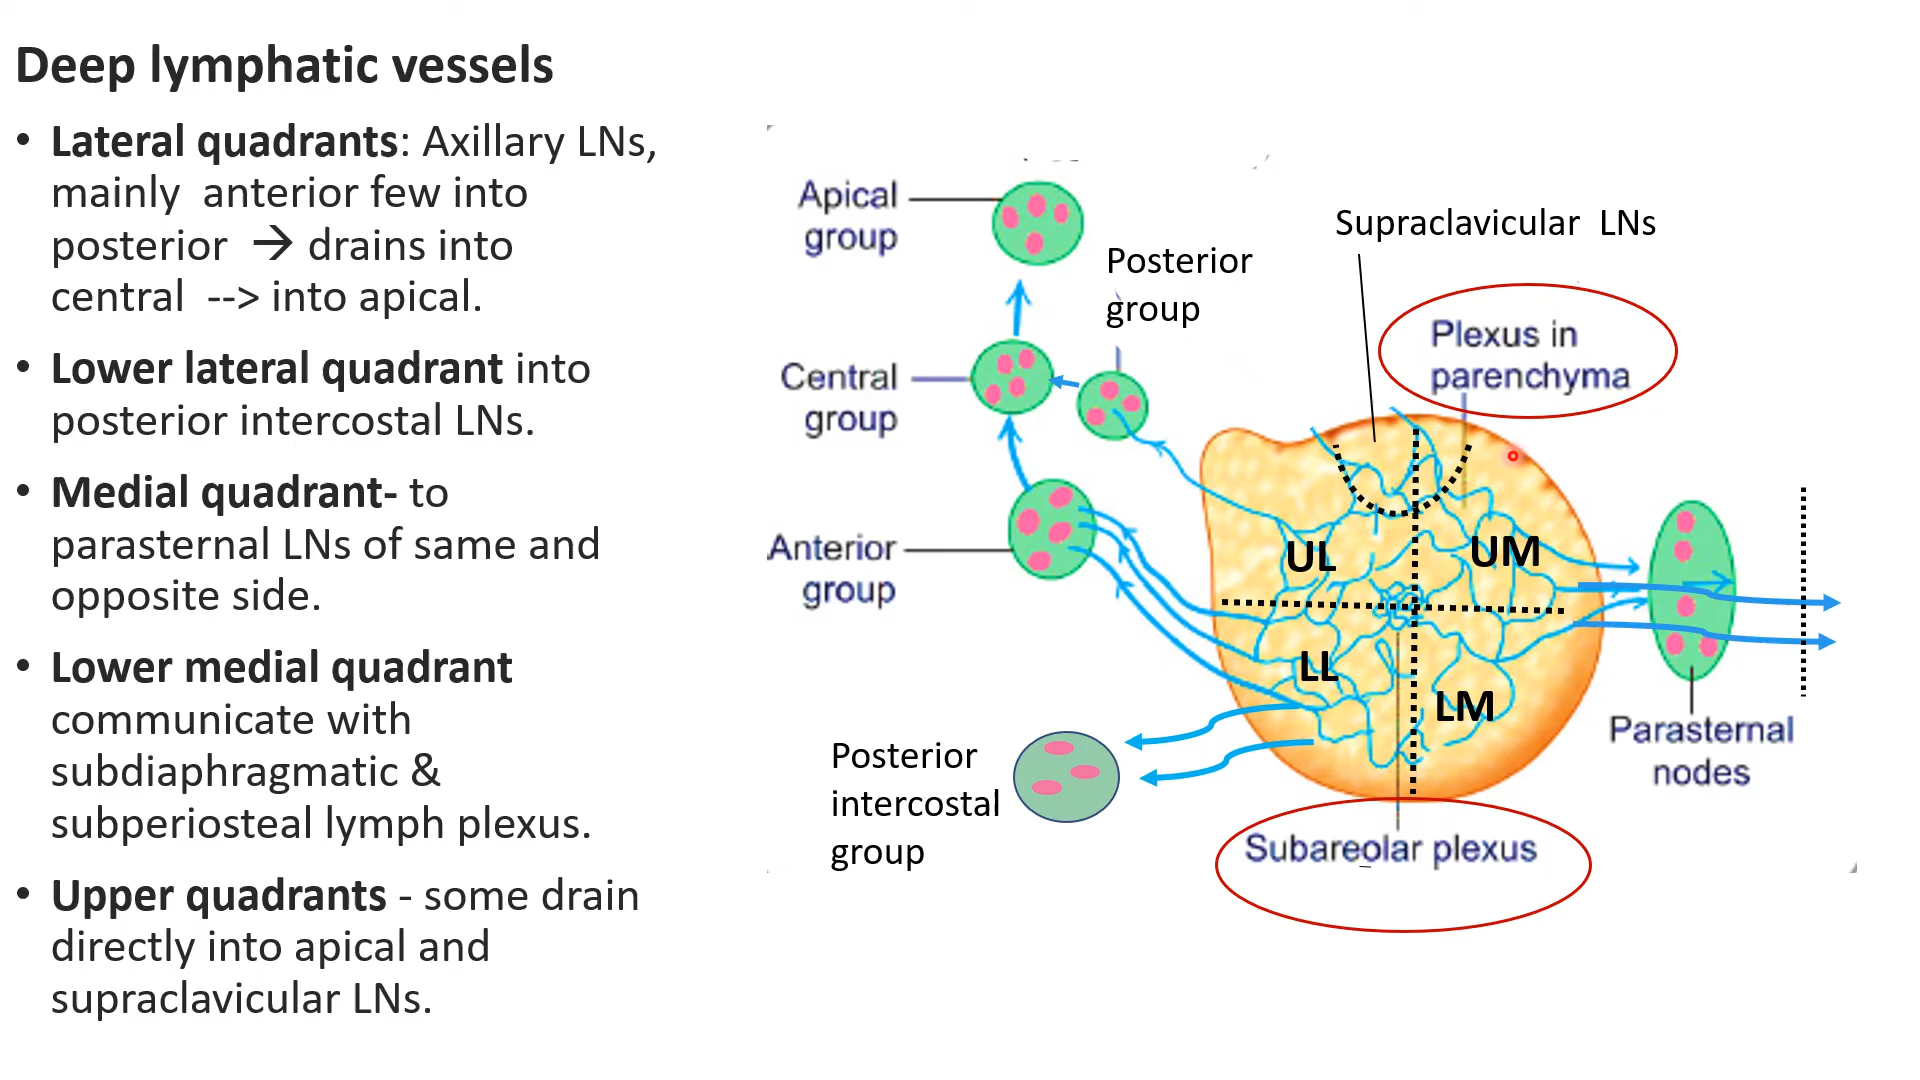 Deep lymphatic vessels
• Lateral quadrants: Axillary LNs,
mainly anterior few into
posterior → drains into
central --> into apical.
• Lower lateral quadrant into
posterior intercostal LNs.
• Medial quadrant- to
parasternal LNs of same and
opposite side.
• Lower medial quadrant
communicate with
subdiaphragmatic &
subperiosteal lymph plexus.
• Upper quadrants - some drain
directly into apical and
supraclavicular LNs.
Apical
group
Posterior
group
Supraclavicular LNs
Plexus in
parenchyma
Central
group
Anterior
group
UL
UM
LL
LM
Parasternal
nodes
Posterior
intercostal
group
Subareolar plexus